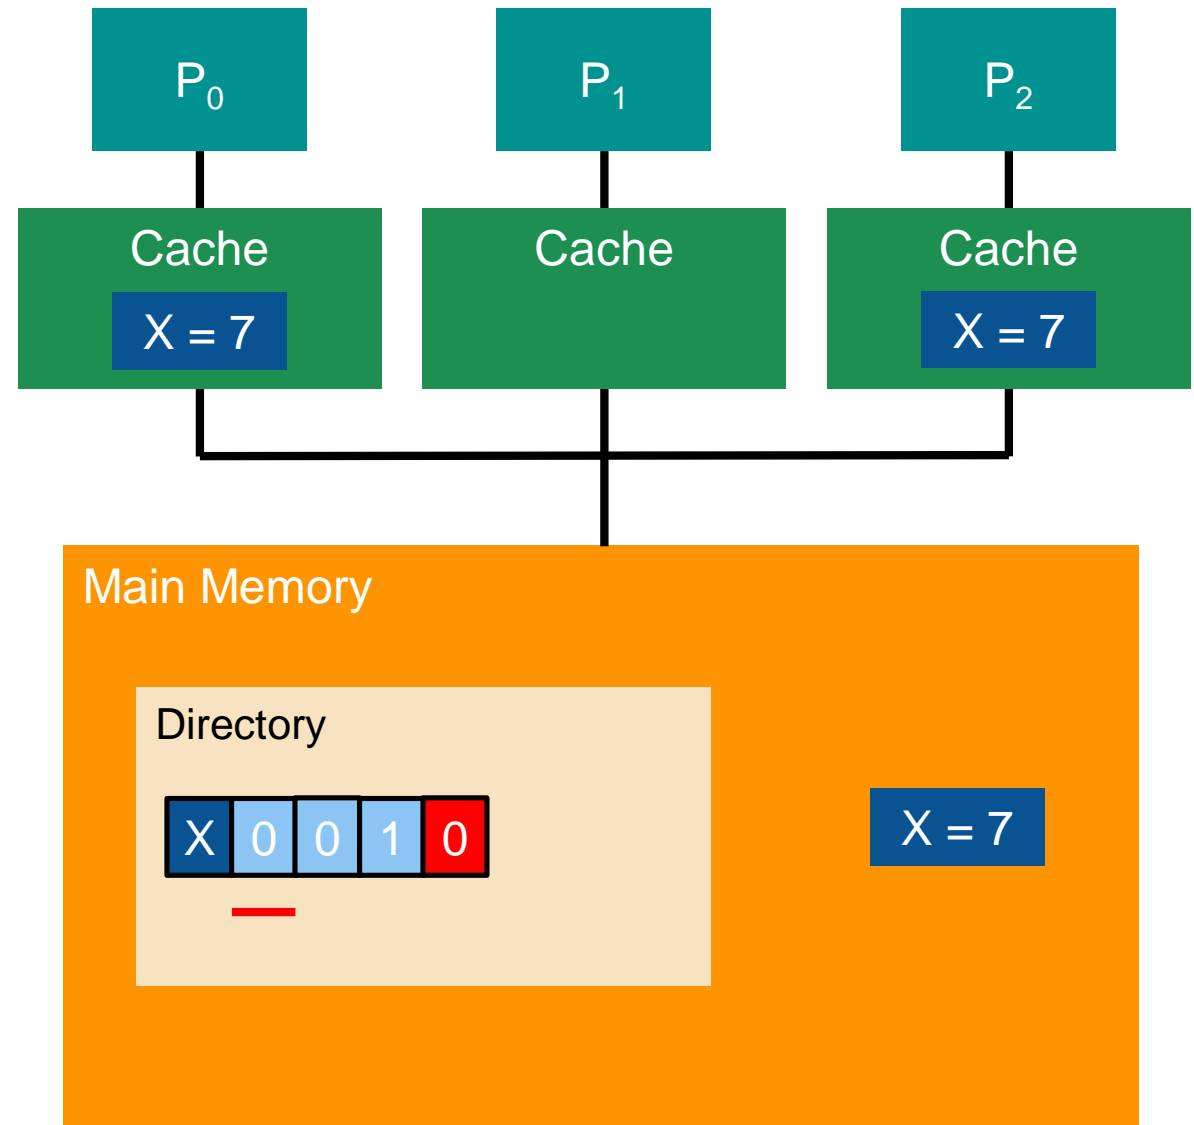 P₀ P₁ P₂
Cache Cache Cache
X = 7 X = 7
Main Memory
Directory
X 0 0 1 0
X = 7